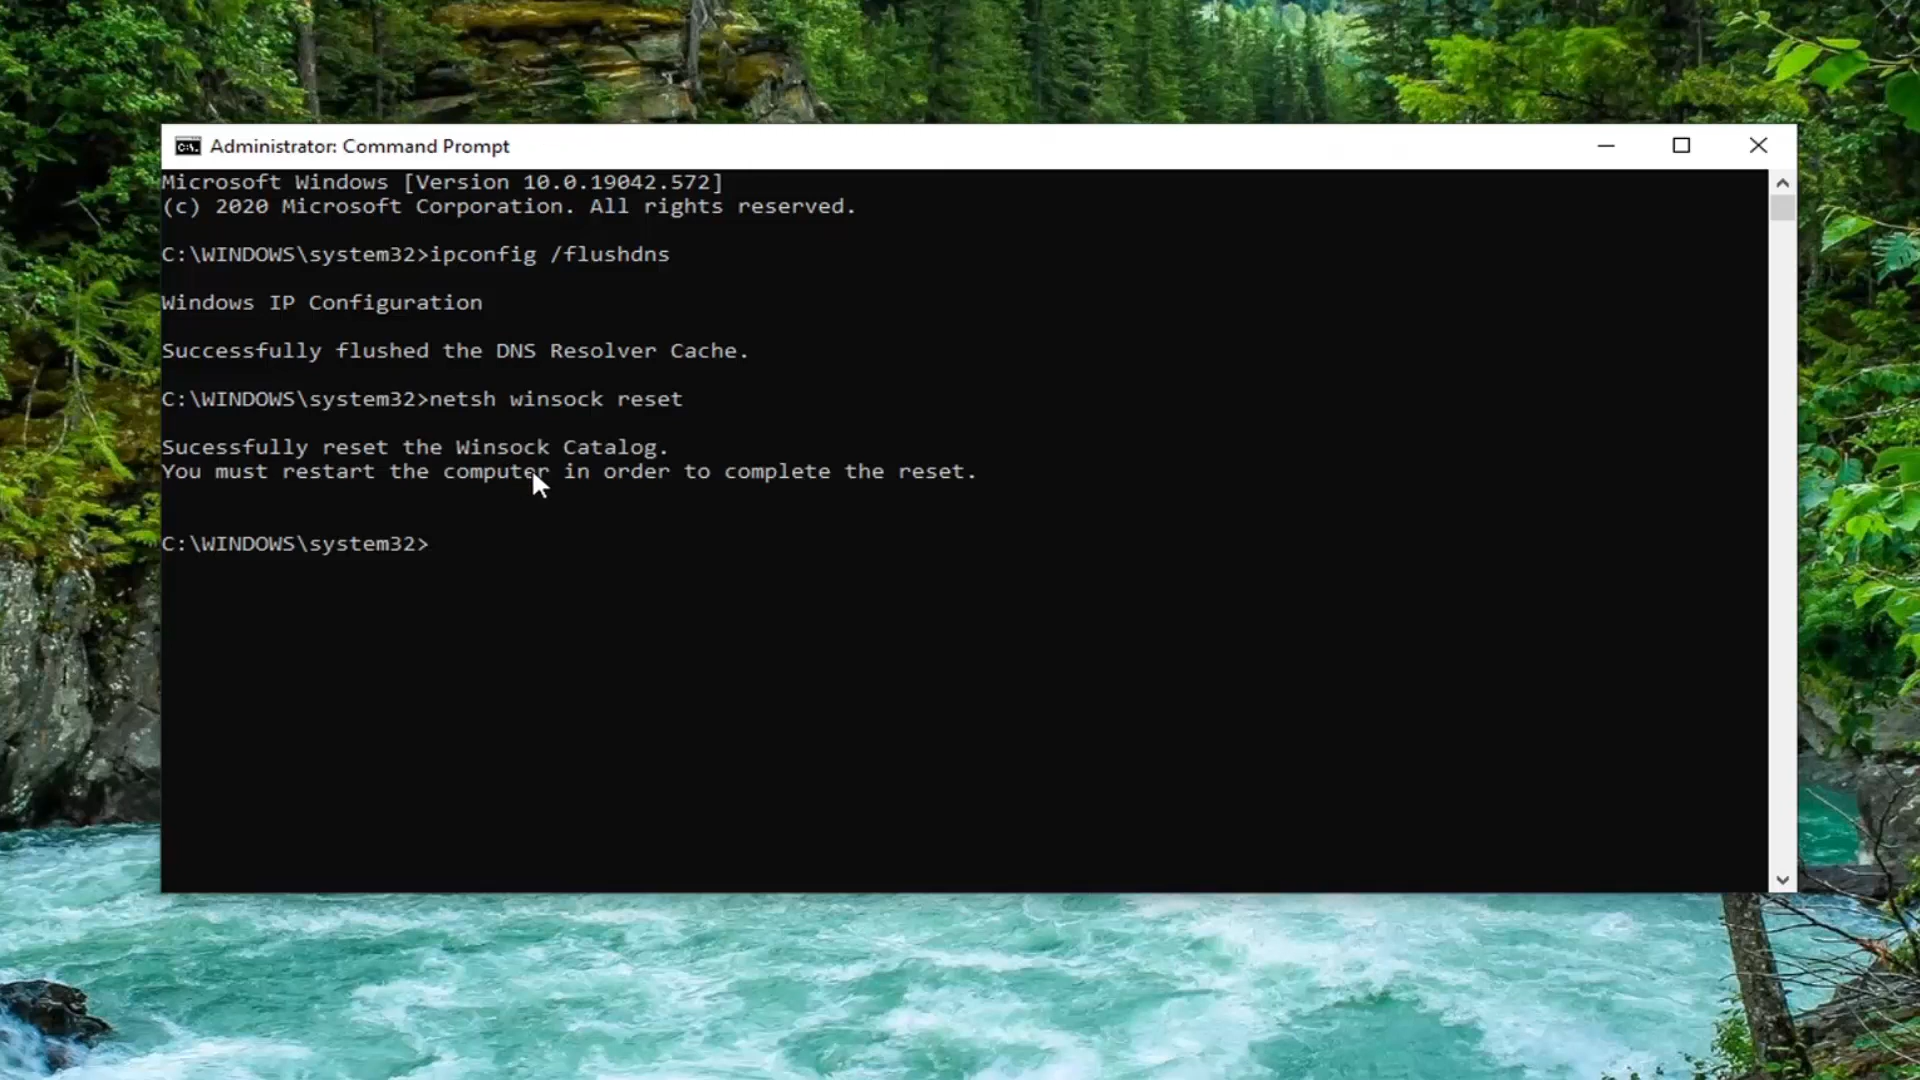 Administrator: Command Prompt
Microsoft Windows [Version 10.0.19042.572]
(c) 2020 Microsoft Corporation. All rights reserved.
C:\WINDOWS\system32>ipconfig /flushdns
Windows IP Configuration
Successfully flushed the DNS Resolver Cache.
C:\WINDOWS\system32>netsh winsock reset
Sucessfully reset the Winsock Catalog.
You must restart the computer in order to complete the reset.
C:\WINDOWS\system32>